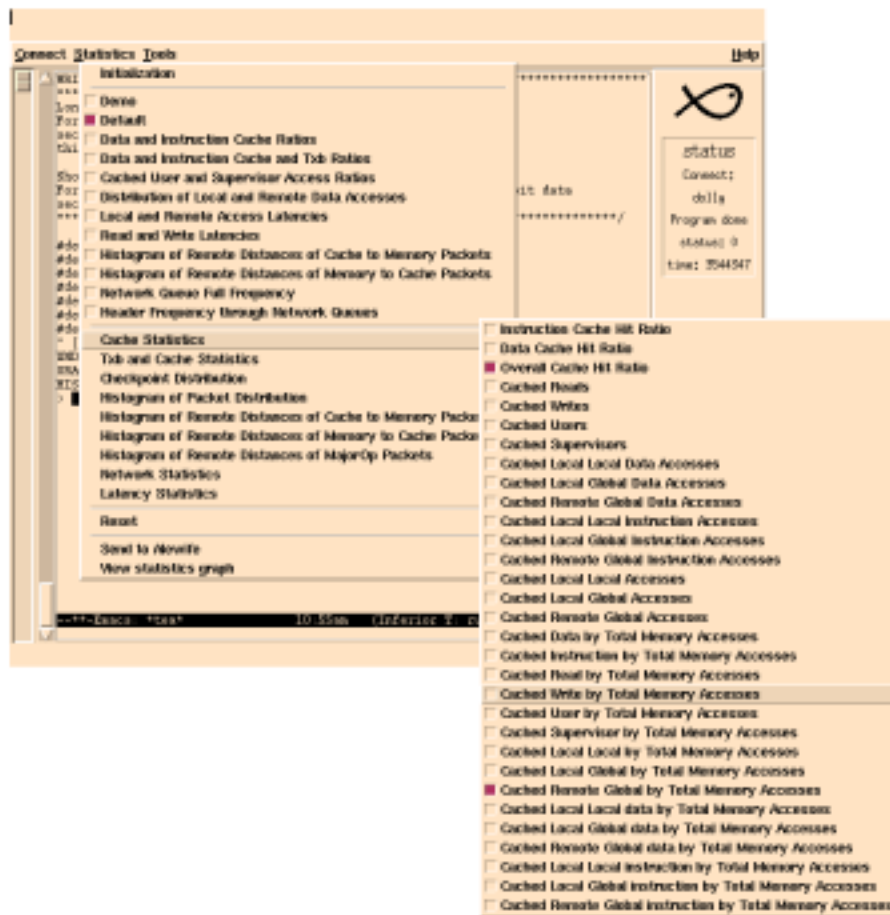 Connect Statistics Tools Help
Initialization
Demo
Default
Data and Instruction Cache Ratios
Data and Instruction Cache and Txb Ratios
Cached User and Supervisor Access Ratios
Distribution of Local and Remote Data Accesses
Local and Remote Access Latencies
Read and Write Latencies
Histogram of Remote Distances of Cache to Memory Packets
Histogram of Remote Distances of Memory to Cache Packets
Network Queue Full Frequency
Header Frequency through Network Queues
Cache Statistics
Txb and Cache Statistics
Checkpoint Distribution
Histogram of Packet Distribution
Histogram of Remote Distances of Cache to Memory Packe
Histogram of Remote Distances of Memory to Cache Packe
Histogram of Remote Distances of MajorOp Packets
Network Statistics
Latency Statistics
Reset
Send to Alewife
View statistics graph
--**-Emacs: *tea* 10:55am (Inferior T: r
status
Connect:
dolly
Program done
status: 0
time: 3544347
Instruction Cache Hit Ratio
Data Cache Hit Ratio
Overall Cache Hit Ratio
Cached Reads
Cached Writes
Cached Users
Cached Supervisors
Cached Local Local Data Accesses
Cached Local Global Data Accesses
Cached Remote Global Data Accesses
Cached Local Local Instruction Accesses
Cached Local Global Instruction Accesses
Cached Remote Global Instruction Accesses
Cached Local Local Accesses
Cached Local Global Accesses
Cached Remote Global Accesses
Cached Data by Total Memory Accesses
Cached Instruction by Total Memory Accesses
Cached Read by Total Memory Accesses
Cached Write by Total Memory Accesses
Cached User by Total Memory Accesses
Cached Supervisor by Total Memory Accesses
Cached Local Local by Total Memory Accesses
Cached Local Global by Total Memory Accesses
Cached Remote Global by Total Memory Accesses
Cached Local Local data by Total Memory Accesses
Cached Local Global data by Total Memory Accesses
Cached Remote Global data by Total Memory Accesses
Cached Local Local instruction by Total Memory Accesses
Cached Local Global instruction by Total Memory Accesses
Cached Remote Global instruction by Total Memory Accesses